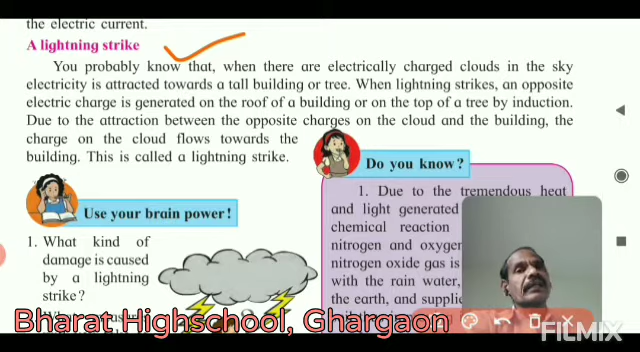 the electric current.
A lightning strike
You probably know that, when there are electrically charged clouds in the sky
electricity is attracted towards a tall building or tree. When lightning strikes, an opposite
electric charge is generated on the roof of a building or on the top of a tree by induction.
Due to the attraction between the opposite charges on the cloud and the building, the
charge on the cloud flows towards the
building. This is called a lightning strike.
Use your brain power!
1. What kind of
damage is caused
by a lightning
strike?
Do you know?
1. Due to the tremendous heat
and light generated
chemical reaction
nitrogen and oxygen
nitrogen oxide gas is
with the rain water,
the earth, and supplie
Bharat Highschool, Ghargaon
FILMIX